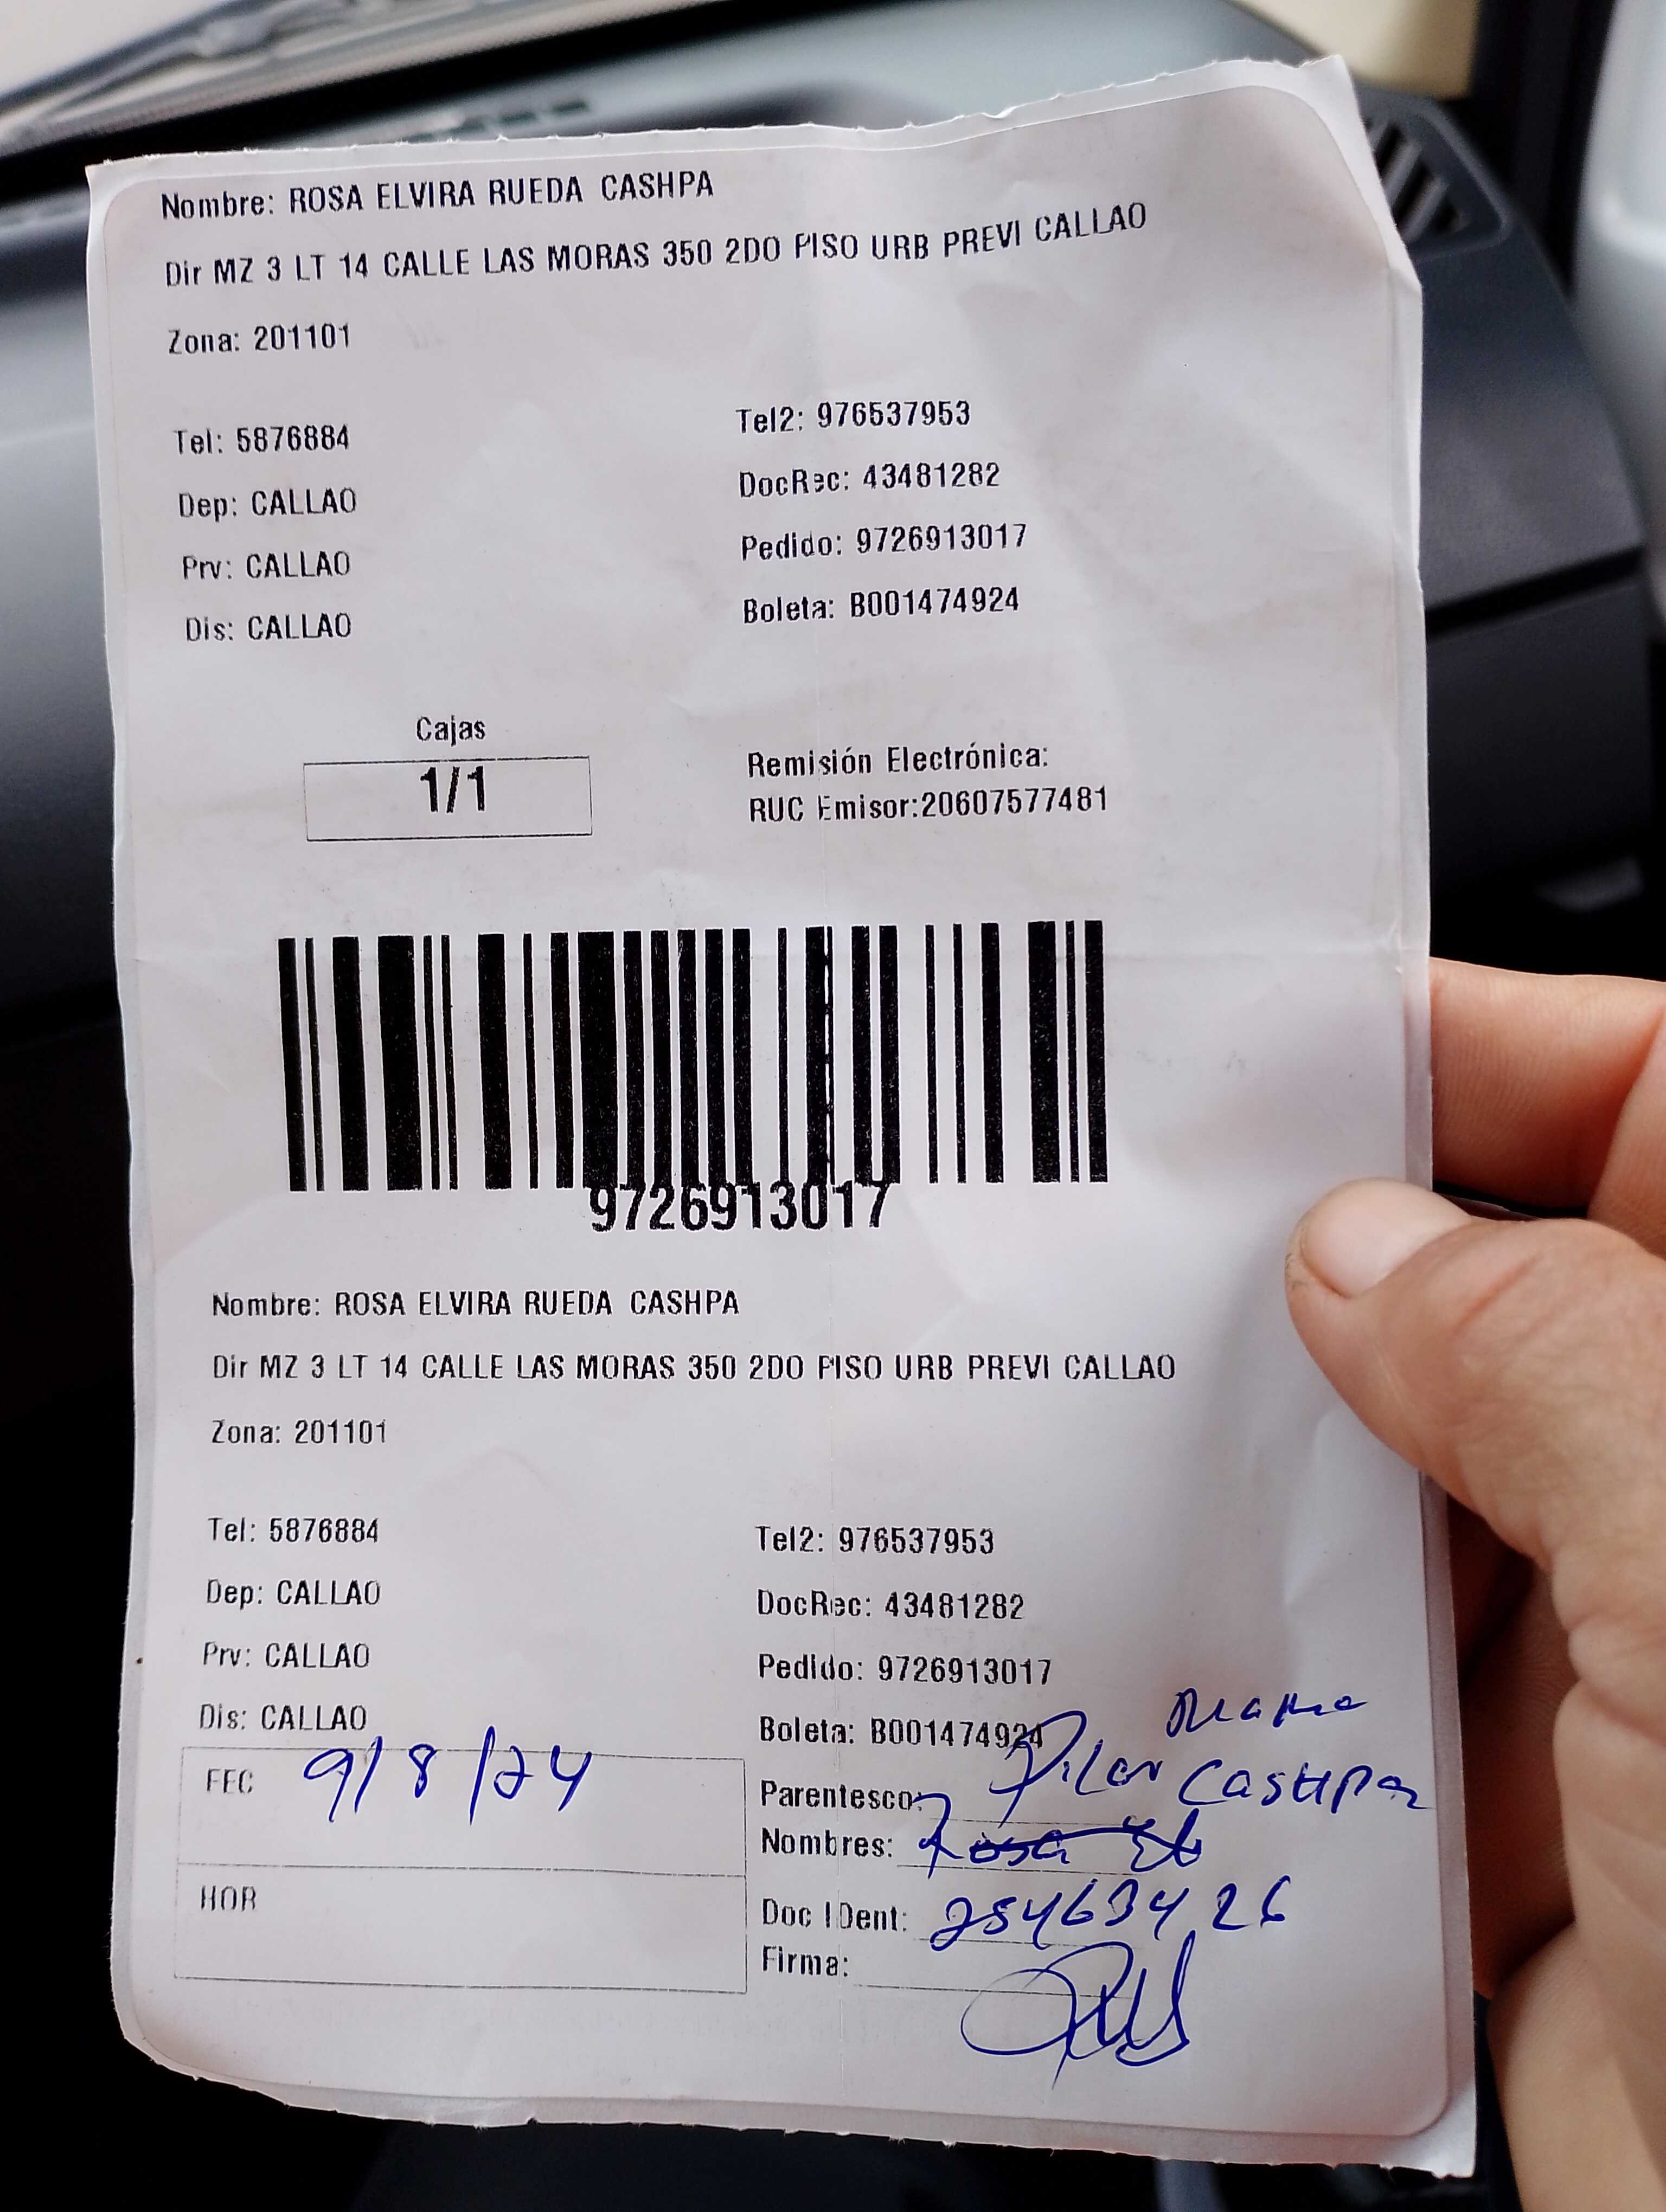 Nombre: ROSA ELVIRA RUEDA CASHPA
Dir MZ 3 LT 14 CALLE LAS MORAS 350 2DO PISO URB PREVI CALLAO
Zona: 201101
Tel: 5876884
Tel2: 976537953
Dep: CALLAO
DocRec: 43481282
Prv: CALLAO
Pedido: 9726913017
Dis: CALLAO
Boleta: B001474924
Cajas
1/1
Remisión Electrónica:
RUC Emisor:20607577481
9726913017
Nombre: ROSA ELVIRA RUEDA CASHPA
Dir MZ 3 LT 14 CALLE LAS MORAS 350 2DO PISO URB PREVI CALLAO
Zona: 201101
Tel: 5876884
Tel2: 976537953
Dep: CALLAO
DocRec: 43481282
Prv: CALLAO
Pedido: 9726913017
Dis: CALLAO
Boleta: B001474924
FEC 9/8/24
Parentesco: Pilar Cashpa
Nombres: Rosa
HOR
Doc IDent:
Firma: